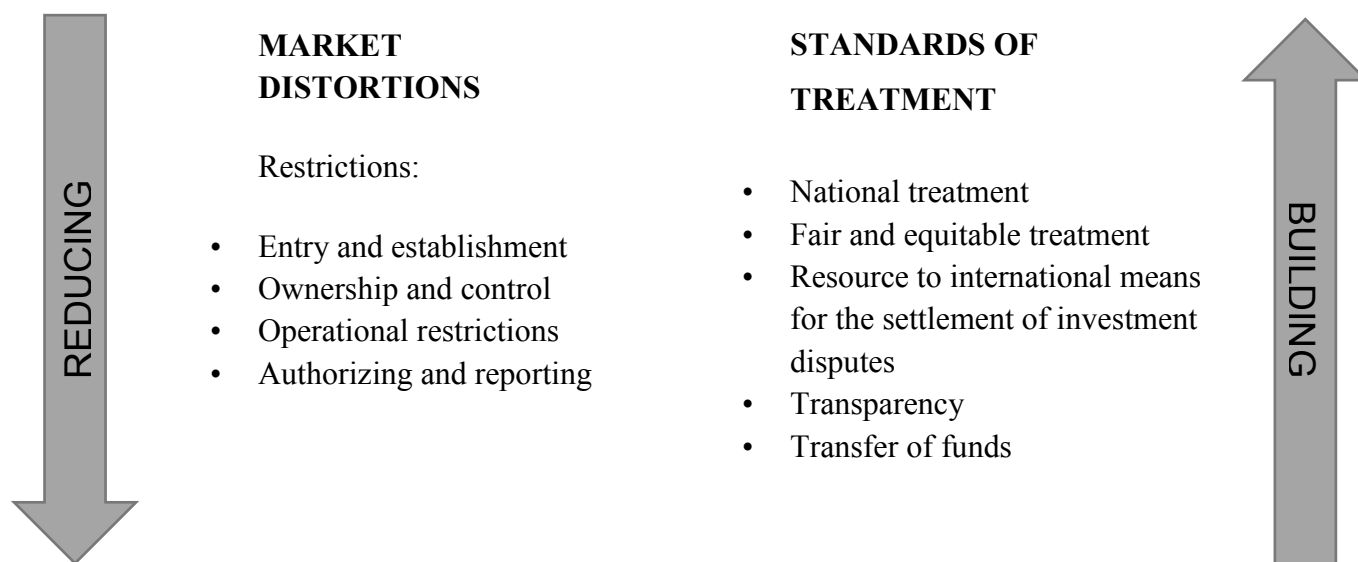 REDUCING
MARKET
DISTORTIONS
Restrictions:
• Entry and establishment
• Ownership and control
• Operational restrictions
• Authorizing and reporting
STANDARDS OF
TREATMENT
• National treatment
• Fair and equitable treatment
• Resource to international means
for the settlement of investment
disputes
• Transparency
• Transfer of funds
BUILDING